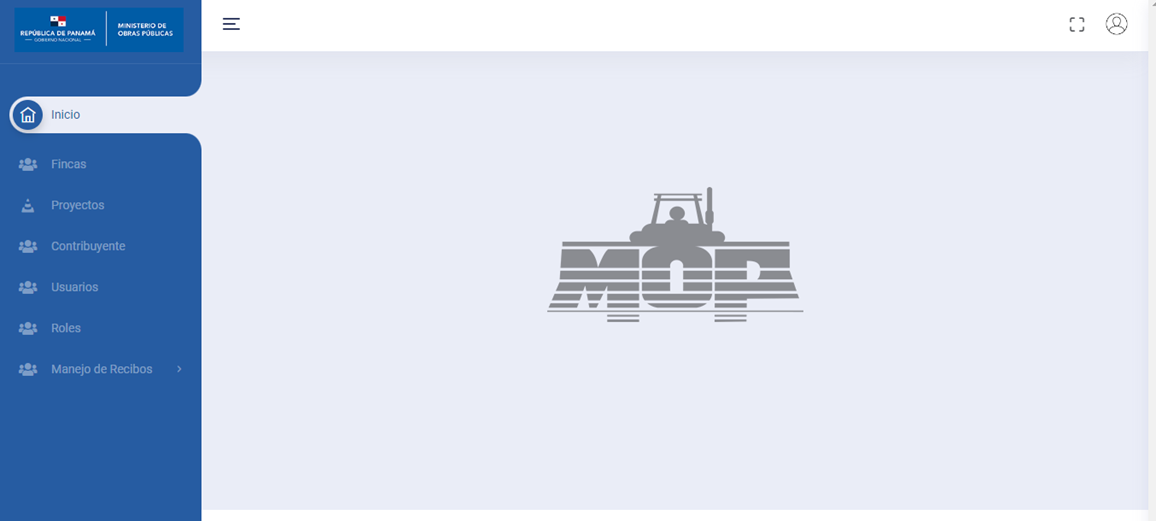 REPÚBLICA DE PANAMÁ
— GOBIERNO NACIONAL —
MINISTERIO DE
OBRAS PÚBLICAS
Inicio
Fincas
Proyectos
Contribuyente
Usuarios
Roles
Manejo de Recibos
MOP